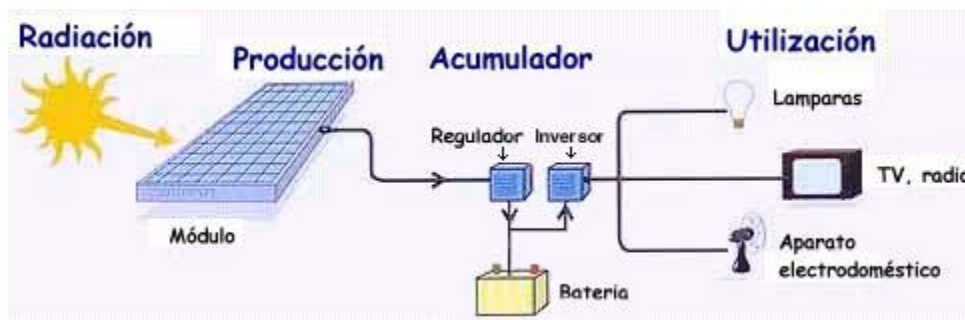 Radiación
Producción
Acumulador
Utilización
Regulador
Inversor
Lamparas
TV, radio
Módulo
Bateria
Aparato
electrodoméstico